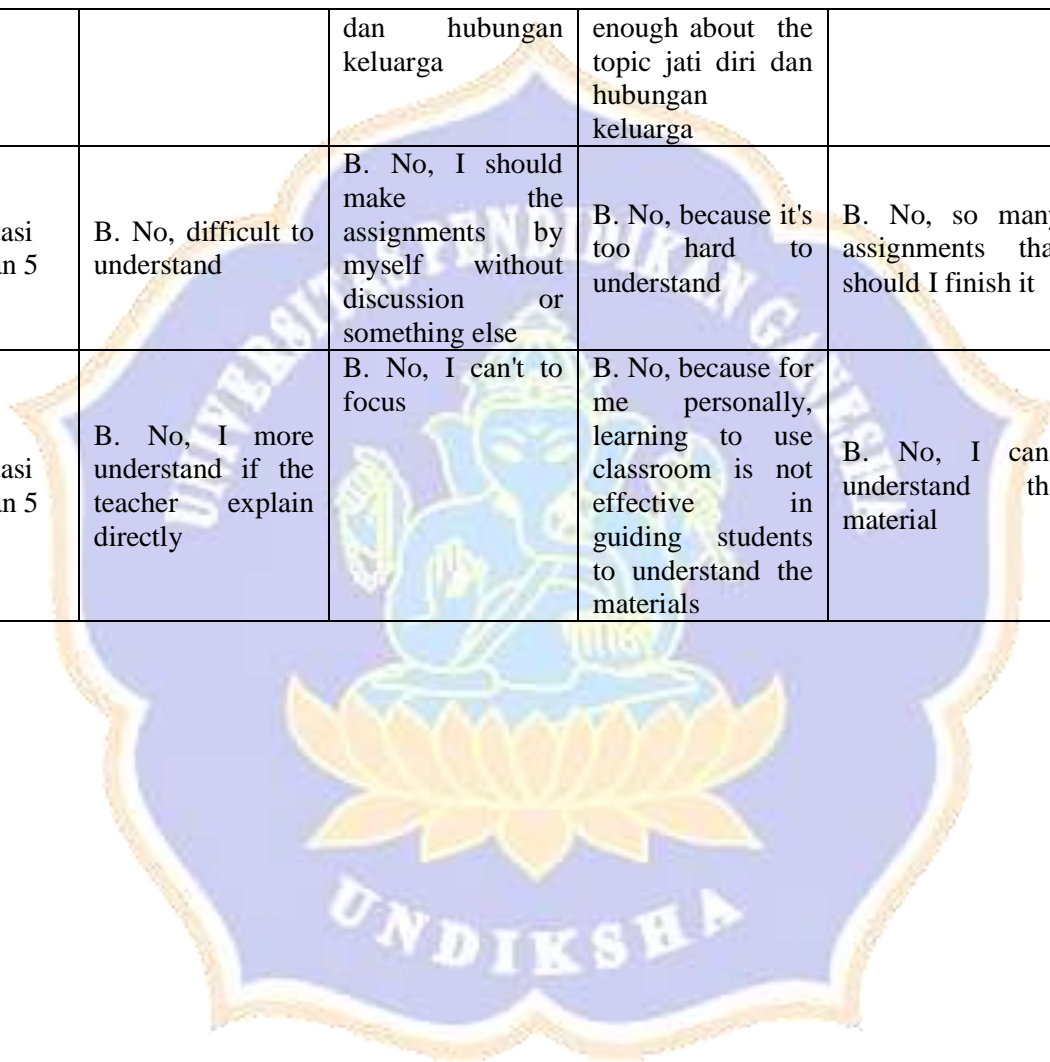 dan hubungan
keluarga
enough about the
topic jati diri dan
hubungan
keluarga
asi
n 5
B. No, difficult to
understand
B. No, I should
make the
assignments by
myself without
discussion or
something else
B. No, because it's
too hard to
understand
B. No, so many
assignments tha
should I finish it
asi
n 5
B. No, I more
understand if the
teacher explain
directly
B. No, I can't to
focus
B. No, because for
me personally,
learning to use
classroom is not
effective in
guiding students
to understand the
materials
B. No, I can
understand th
material
UNIVERSITAS PENDIDIKAN GANESHA
UNDIKSHA